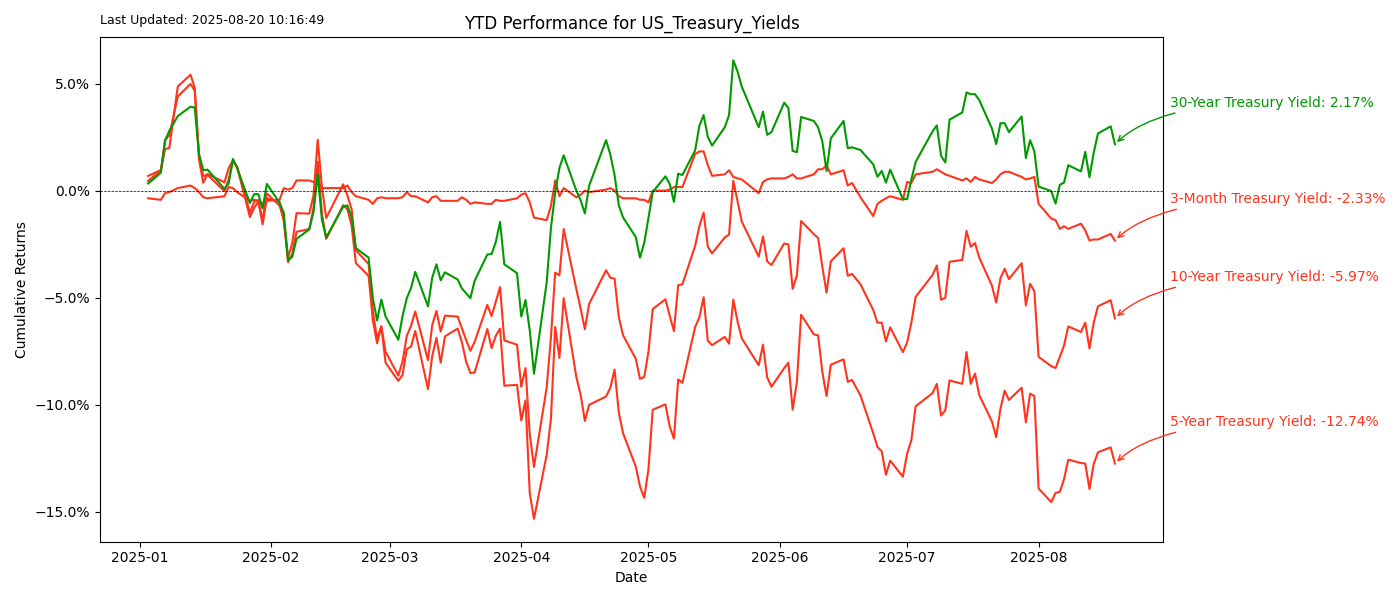 Last Updated: 2025-08-20 10:16:49
YTD Performance for US_Treasury_Yields
5.0%
0.0%
−5.0%
−10.0%
−15.0%
Cumulative Returns
30-Year Treasury Yield: 2.17%
3-Month Treasury Yield: -2.33%
10-Year Treasury Yield: -5.97%
5-Year Treasury Yield: -12.74%
2025-01 2025-02 2025-03 2025-04 2025-05 2025-06 2025-07 2025-08
Date